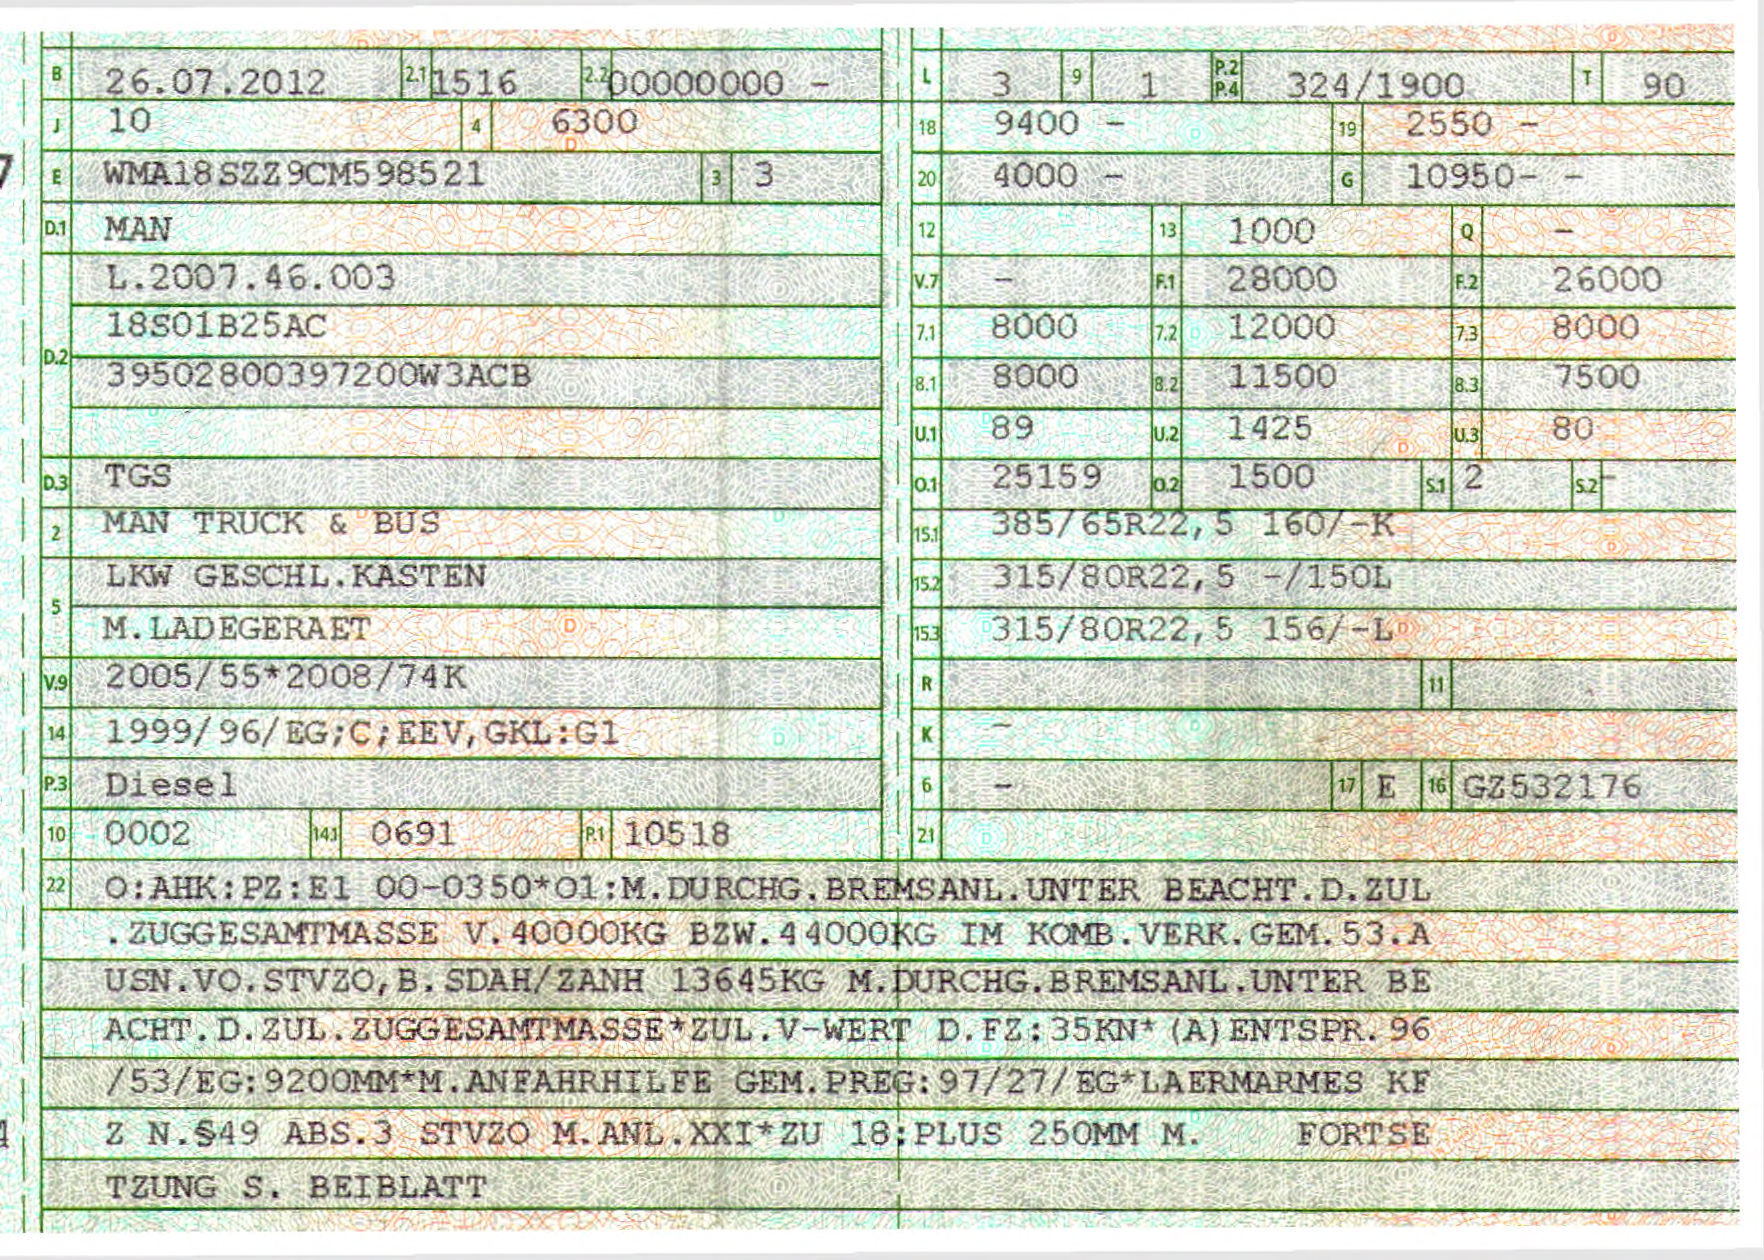 B 26.07.2012 2.1 1516 2.2 00000000 -
J 10 4 6300
E WMA18SZZ9CM598521 3 3
D.1 MAN
L.2007.46.003
D.2 18S01B25AC
39502800397200W3ACB
D.3 TGS
2 MAN TRUCK & BUS
5 LKW GESCHL.KASTEN
M.LADEGERAET
V.9 2005/55*2008/74K
14 1999/96/EG;C;EEV,GKL:G1
P.3 Diesel
10 0002 14.1 0691 P.1 10518
L 3 9 1 P.2 P.4 324/1900 T 90
18 9400 - 19 2550 -
20 4000 - G 10950- -
12 13 1000 Q -
V.7 - F.1 28000 F.2 26000
7.1 8000 7.2 12000 7.3 8000
8.1 8000 8.2 11500 8.3 7500
U.1 89 U.2 1425 U.3 80
O.1 25159 O.2 1500 S.1 2 S.2 -
15.1 385/65R22,5 160/-K
15.2 315/80R22,5 -/150L
15.3 315/80R22,5 156/-L
R 11
K -
6 - 17 E 16 GZ532176
21
22 O:AHK:PZ:E1 00-0350*O1:M.DURCHG.BREMSANL.UNTER BEACHT.D.ZUL
.ZUGGESAMTMASSE V.40000KG BZW.44000KG IM KOMB.VERK.GEM.53.A
USN.VO.STVZO,B.SDAH/ZANH 13645KG M.DURCHG.BREMSANL.UNTER BE
ACHT.D.ZUL.ZUGGESAMTMASSE*ZUL.V-WERT D.FZ:35KN*(A)ENTSPR.96
/53/EG:9200MM*M.ANFAHRHILFE GEM.PREG:97/27/EG*LAERMARMES KF
Z N.§49 ABS.3 STVZO M.ANL.XXI*ZU 18:PLUS 250MM M. FORTSE
TZUNG S. BEIBLATT